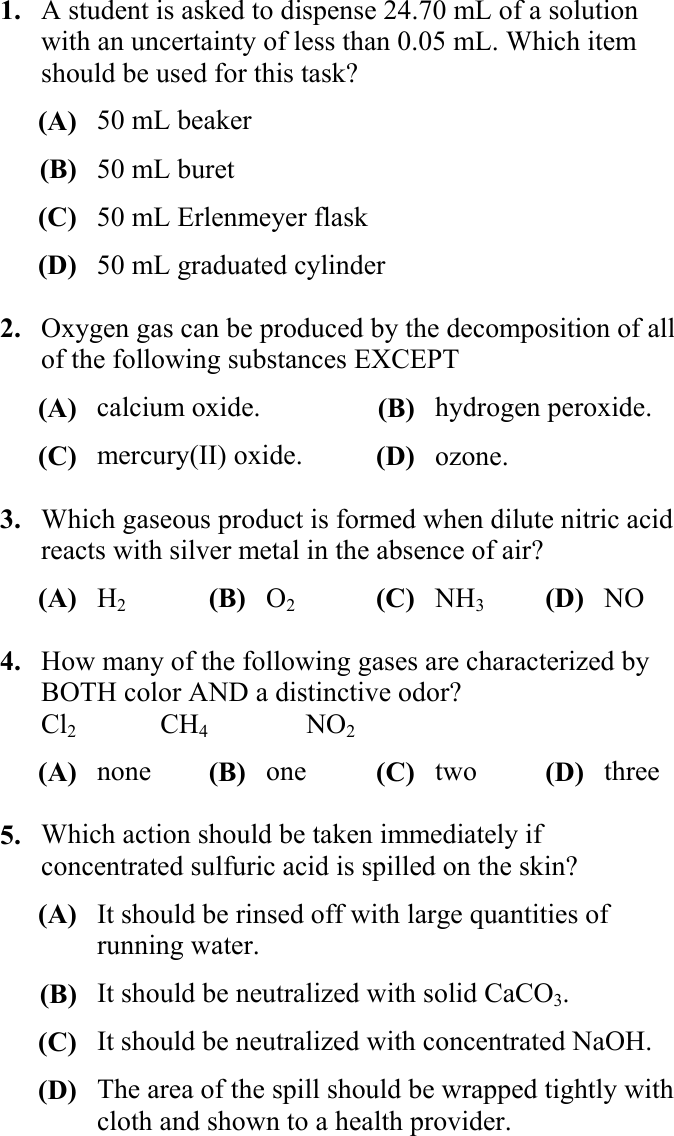 1. A student is asked to dispense 24.70 mL of a solution
with an uncertainty of less than 0.05 mL. Which item
should be used for this task?
(A) 50 mL beaker
(B) 50 mL buret
(C) 50 mL Erlenmeyer flask
(D) 50 mL graduated cylinder
2. Oxygen gas can be produced by the decomposition of all
of the following substances EXCEPT
(A) calcium oxide. (B) hydrogen peroxide.
(C) mercury(II) oxide. (D) ozone.
3. Which gaseous product is formed when dilute nitric acid
reacts with silver metal in the absence of air?
(A) H₂ (B) O₂ (C) NH₃ (D) NO
4. How many of the following gases are characterized by
BOTH color AND a distinctive odor?
Cl₂ CH₄ NO₂
(A) none (B) one (C) two (D) three
5. Which action should be taken immediately if
concentrated sulfuric acid is spilled on the skin?
(A) It should be rinsed off with large quantities of
running water.
(B) It should be neutralized with solid CaCO₃.
(C) It should be neutralized with concentrated NaOH.
(D) The area of the spill should be wrapped tightly with
cloth and shown to a health provider.